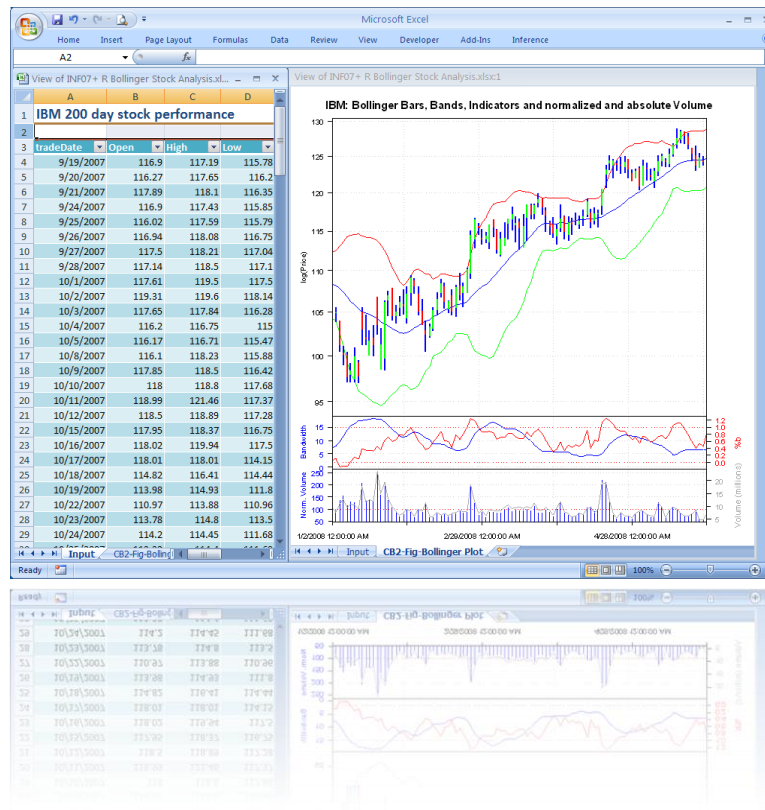 Microsoft Excel
Home Insert Page Layout Formulas Data Review View Developer Add-Ins Inference
A2 fx
View of INF07+ R Bollinger Stock Analysis.xl...
A B C D
1 IBM 200 day stock performance
2
3 tradeDate Open High Low
4 9/19/2007 116.9 117.19 115.78
5 9/20/2007 116.27 117.65 116.2
6 9/21/2007 117.89 118.1 116.35
7 9/24/2007 116.9 117.43 115.85
8 9/25/2007 116.02 117.59 115.79
9 9/26/2007 116.94 118.08 116.75
10 9/27/2007 117.5 118.21 117.04
11 9/28/2007 117.14 118.5 117.1
12 10/1/2007 117.61 119.5 117.5
13 10/2/2007 119.31 119.6 118.14
14 10/3/2007 117.65 117.84 116.28
15 10/4/2007 116.2 116.75 115
16 10/5/2007 116.17 116.71 115.47
17 10/8/2007 116.1 118.23 115.88
18 10/9/2007 117.85 118.5 116.42
19 10/10/2007 118 118.8 117.68
20 10/11/2007 118.99 121.46 117.37
21 10/12/2007 118.5 118.89 117.28
22 10/15/2007 117.95 118.37 116.75
23 10/16/2007 118.02 119.94 117.5
24 10/17/2007 118.01 118.01 114.15
25 10/18/2007 114.82 116.41 114.44
26 10/19/2007 113.98 114.93 111.8
27 10/22/2007 110.97 113.88 110.96
28 10/23/2007 113.78 114.8 113.5
29 10/24/2007 114.2 114.45 111.68
Input CB2-Fig-Boling
View of INF07+ R Bollinger Stock Analysis.xlsx:1
IBM: Bollinger Bars, Bands, Indicators and normalized and absolute Volume
130
125
120
115
110
105
100
95
log(Price)
15
10
5
0
Bandwidth
1.2
1.0
0.8
0.6
0.4
0.2
0.0
%b
250
200
150
100
50
Norm. Volume
20
15
10
5
Volume (millions)
1/2/2008 12:00:00 AM 2/29/2008 12:00:00 AM 4/28/2008 12:00:00 AM
Input CB2-Fig-Bollinger Plot
Ready 100%